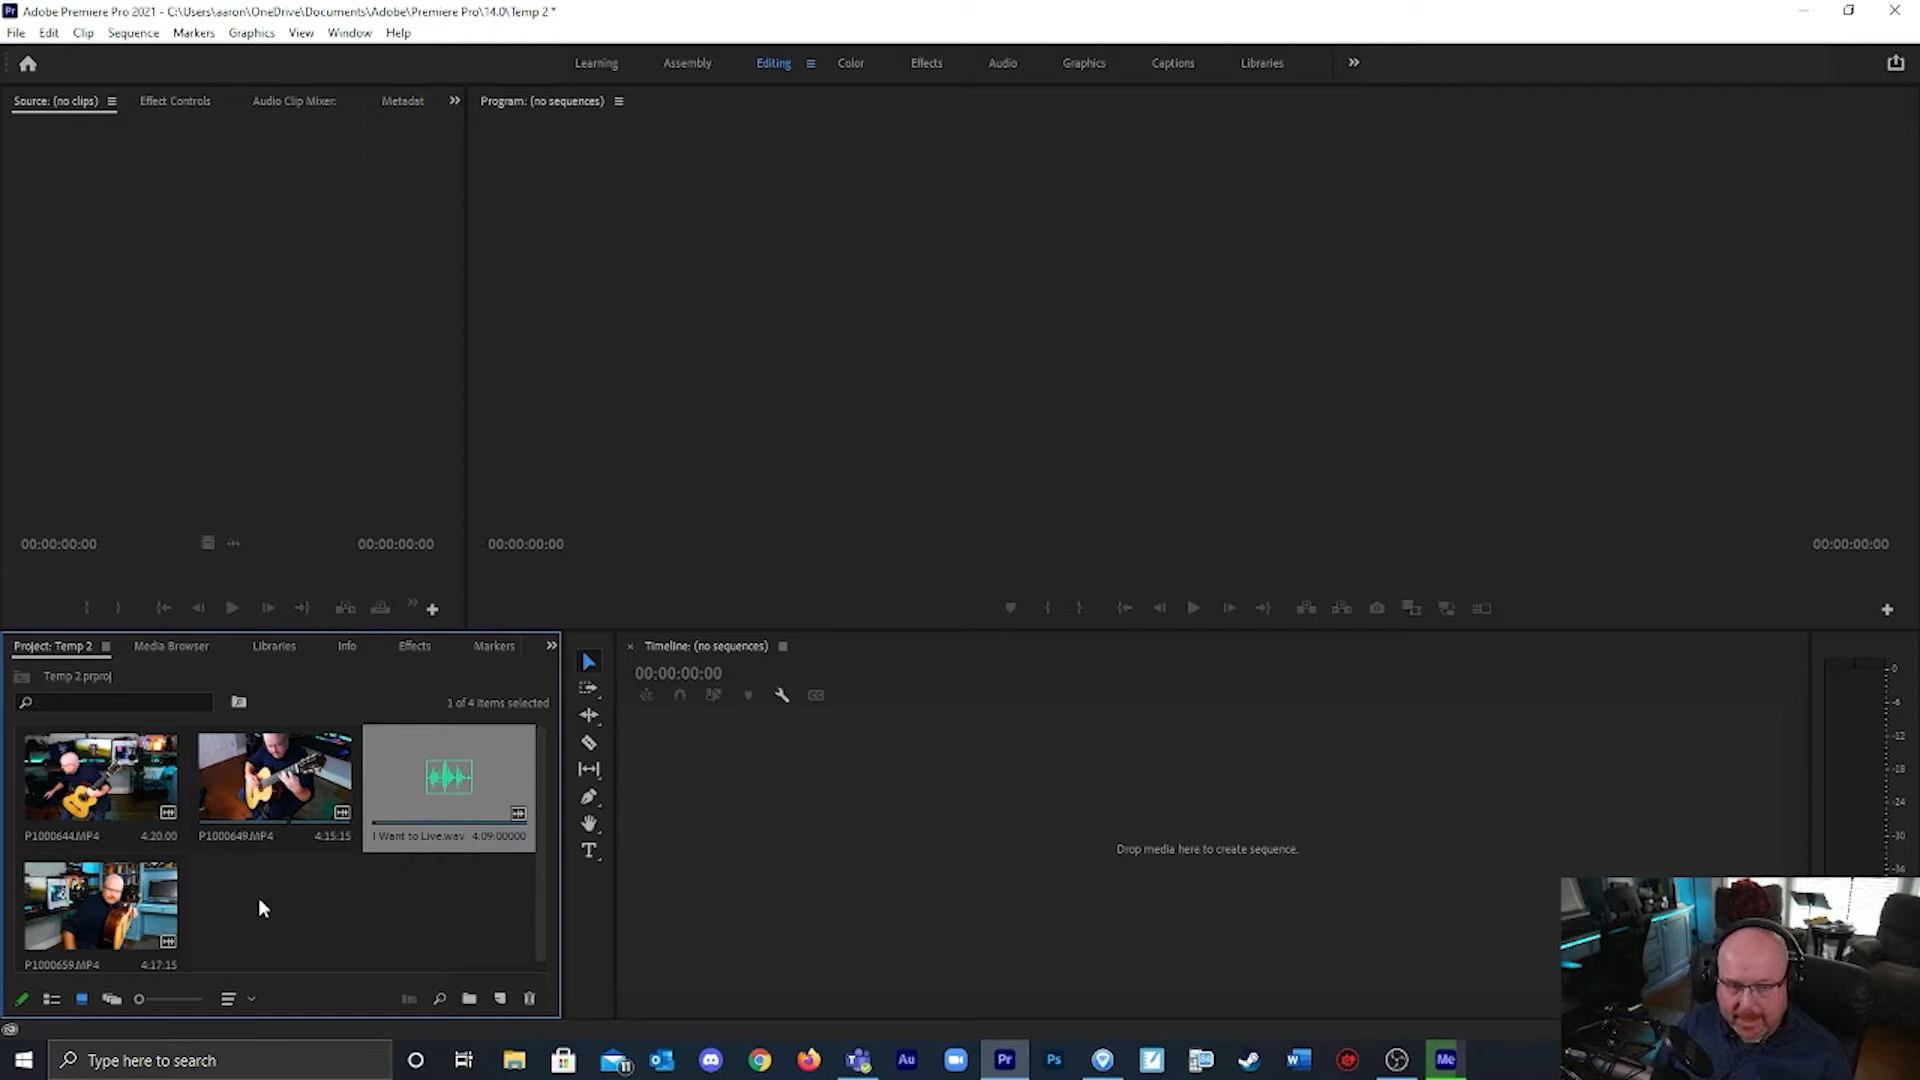 Adobe Premiere Pro 2021 - C:\Users\aaron\OneDrive\Documents\Adobe\Premiere Pro\14.0\Temp 2 *
File Edit Clip Sequence Markers Graphics View Window Help
Learning Assembly Editing Color Effects Audio Graphics Captions Libraries
Source: (no clips) Effect Controls Audio Clip Mixer: Metadat Program: (no sequences)
00:00:00:00 00:00:00:00 00:00:00:00 00:00:00:00
Project: Temp 2 Media Browser Libraries Info Effects Markers
Timeline: (no sequences)
00:00:00:00
Temp 2.prproj
1 of 4 items selected
P1000644.MP4 4:20:00 P1000649.MP4 4:15:15 I Want to Live.wav 4:09:00000
P1000659.MP4 4:17:15
Drop media here to create sequence.
0
-6
-12
-18
-24
-30
-36
Type here to search
11
Au Pr Ps Me